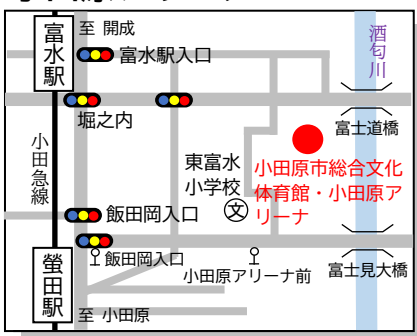 富水駅
至 開成
富水駅入口
酒匂川
堀之内
富士道橋
小田急線
東富水
小学校
文
小田原市総合文化
体育館・小田原ア
リーナ
飯田岡入口
飯田岡入口
小田原アリーナ前
富士見大橋
螢田駅
至 小田原